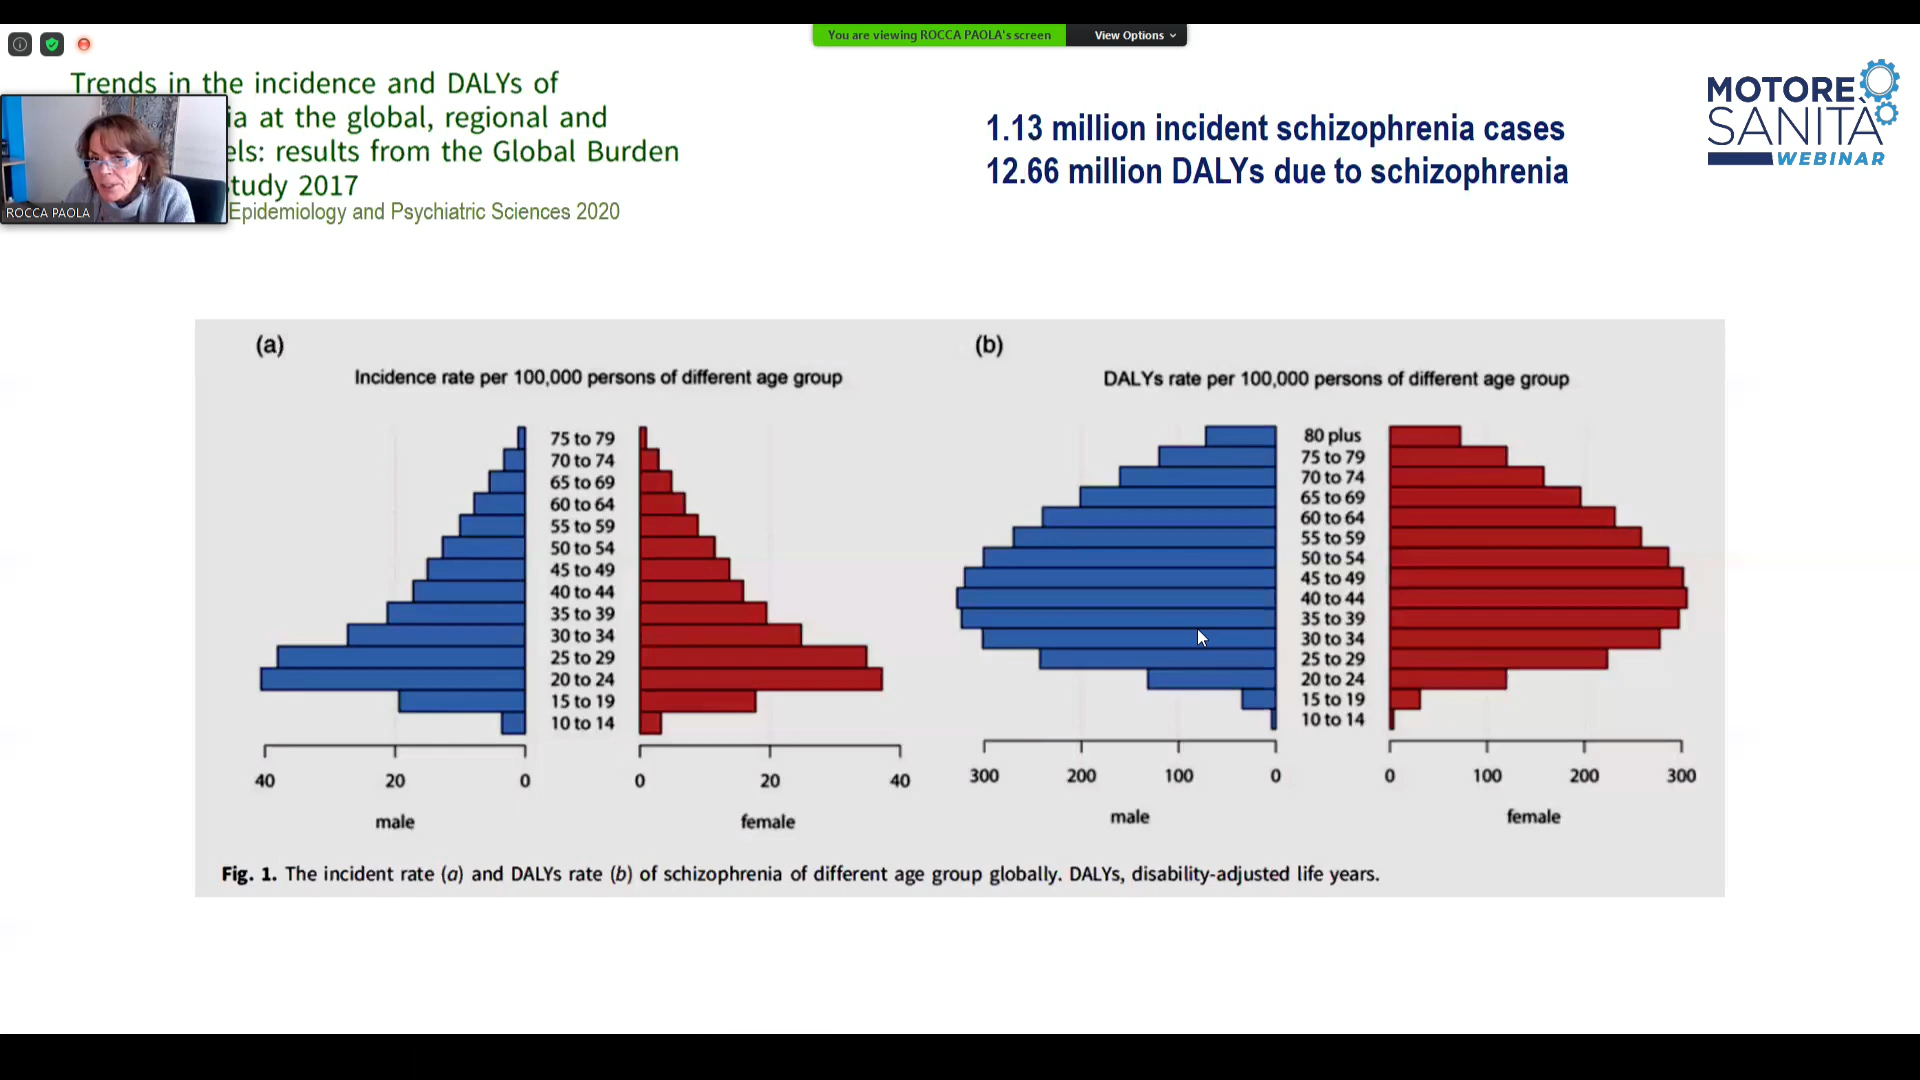 You are viewing ROCCA PAOLA's screen
View Options
Trends in the incidence and DALYs of
ia at the global, regional and
els: results from the Global Burden
tudy 2017
Epidemiology and Psychiatric Sciences 2020
ROCCA PAOLA
1.13 million incident schizophrenia cases
12.66 million DALYs due to schizophrenia
MOTORE
SANITÀ
WEBINAR
(a)
Incidence rate per 100,000 persons of different age group
75 to 79
70 to 74
65 to 69
60 to 64
55 to 59
50 to 54
45 to 49
40 to 44
35 to 39
30 to 34
25 to 29
20 to 24
15 to 19
10 to 14
40 20 0 0 20 40
male female
(b)
DALYs rate per 100,000 persons of different age group
80 plus
75 to 79
70 to 74
65 to 69
60 to 64
55 to 59
50 to 54
45 to 49
40 to 44
35 to 39
30 to 34
25 to 29
20 to 24
15 to 19
10 to 14
300 200 100 0 0 100 200 300
male female
Fig. 1. The incident rate (a) and DALYs rate (b) of schizophrenia of different age group globally. DALYs, disability-adjusted life years.